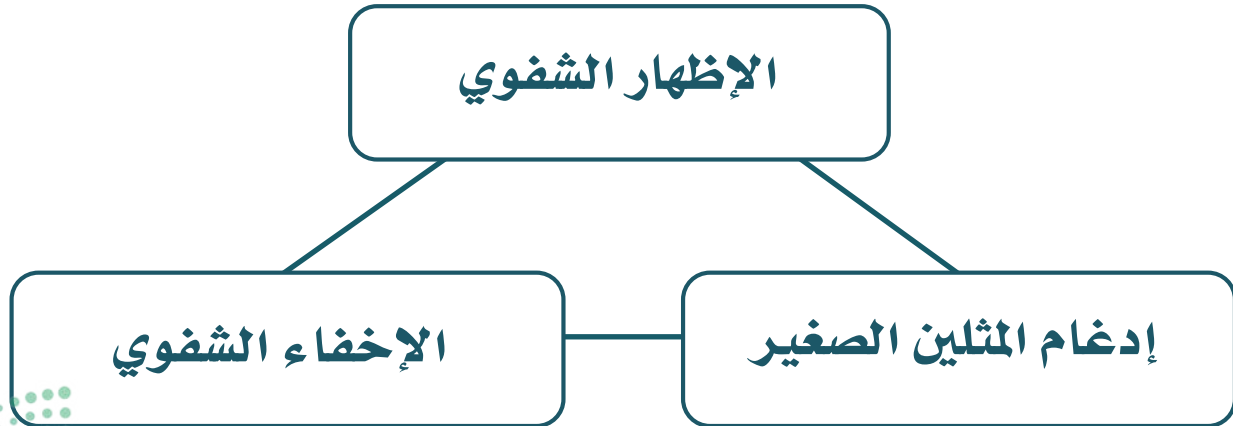 الإظهار الشفوي
إدغام المثلين الصغير
الإخفاء الشفوي